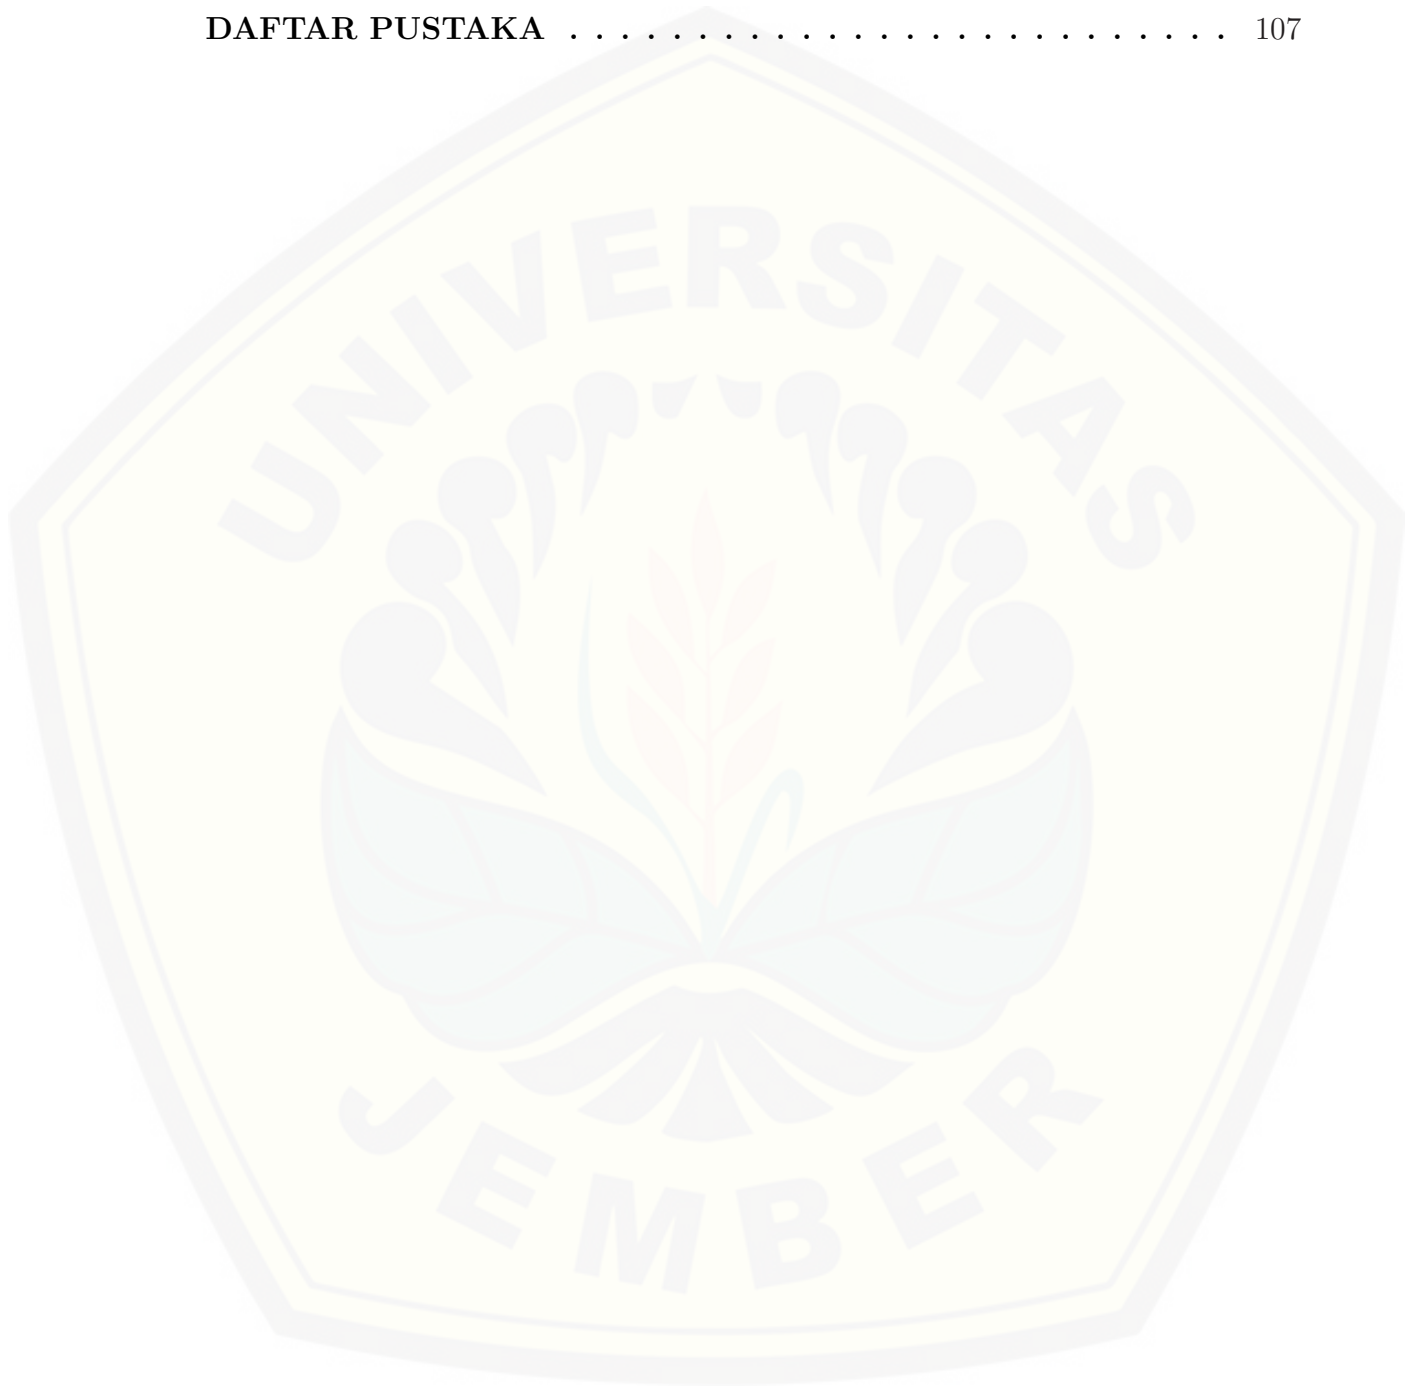 DAFTAR PUSTAKA . . . . . . . . . . . . . . . . . . . . . . . . . . 107
UNIVERSITAS
JEMBER